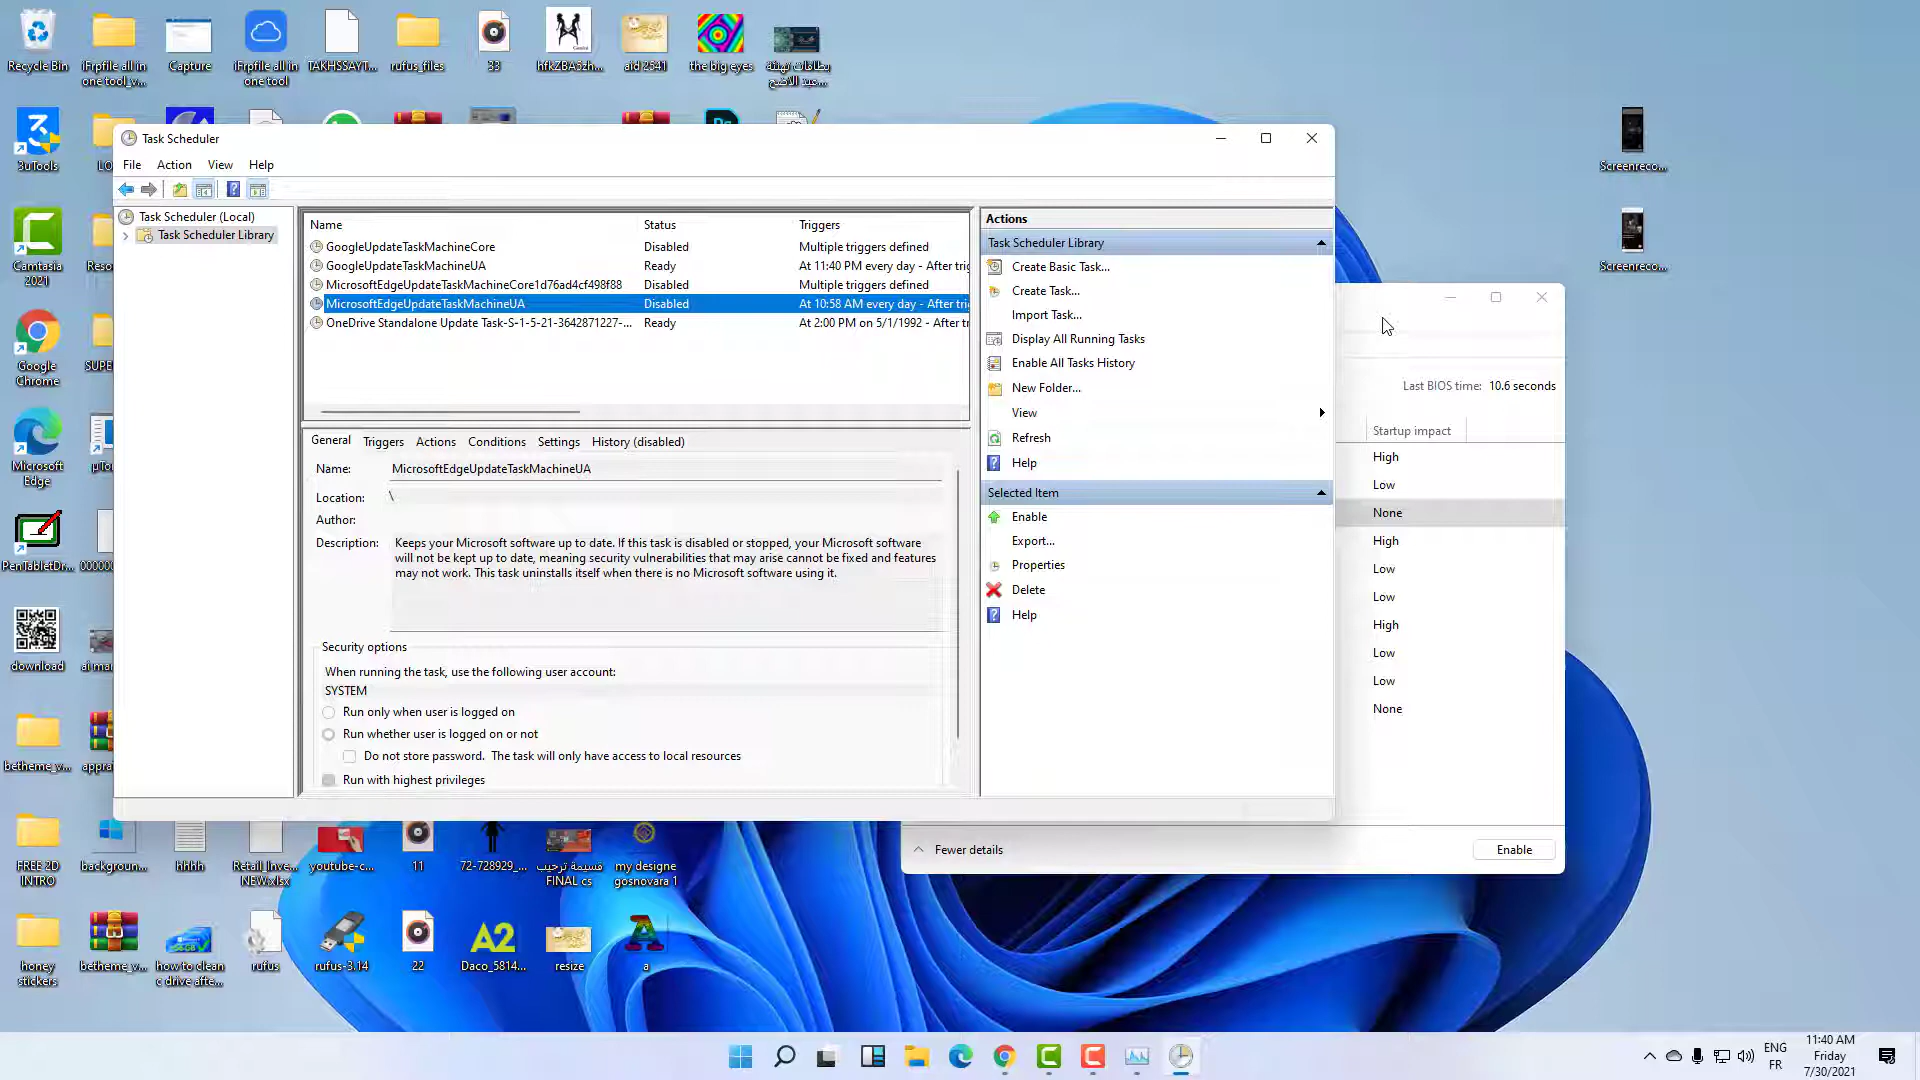 Recycle Bin
iFrpfile all in
one tool_v...
Capture
iFrpfile all in
one tool
TAKHSSAYT...
rufus_files
33
hfkZBA5zh...
aid 2541
the big eyes
بطاقات تهنئة
عيد الاضح...
3uTools
Camtasia
2021
Google
Chrome
SUPE
Microsoft
Edge
PenTabletDr...
download
betheme_v...
appra
Screenreco...
Screenreco...
Task Scheduler
File
Action
View
Help
Task Scheduler (Local)
Task Scheduler Library
Name
Status
Triggers
GoogleUpdateTaskMachineCore
Disabled
Multiple triggers defined
GoogleUpdateTaskMachineUA
Ready
At 11:40 PM every day - After trig
MicrosoftEdgeUpdateTaskMachineCore1d76ad4cf498f88
Disabled
Multiple triggers defined
MicrosoftEdgeUpdateTaskMachineUA
Disabled
At 10:58 AM every day - After trig
OneDrive Standalone Update Task-S-1-5-21-3642871227-...
Ready
At 2:00 PM on 5/1/1992 - After tr
General
Triggers
Actions
Conditions
Settings
History (disabled)
Name:
MicrosoftEdgeUpdateTaskMachineUA
Location:
\
Author:
Description:
Keeps your Microsoft software up to date. If this task is disabled or stopped, your Microsoft software
will not be kept up to date, meaning security vulnerabilities that may arise cannot be fixed and features
may not work. This task uninstalls itself when there is no Microsoft software using it.
Security options
When running the task, use the following user account:
SYSTEM
Run only when user is logged on
Run whether user is logged on or not
Do not store password. The task will only have access to local resources
Run with highest privileges
Actions
Task Scheduler Library
Create Basic Task...
Create Task...
Import Task...
Display All Running Tasks
Enable All Tasks History
New Folder...
View
Refresh
Help
Selected Item
Enable
Export...
Properties
Delete
Help
Last BIOS time: 10.6 seconds
Startup impact
High
Low
None
High
Low
Low
High
Low
Low
None
Fewer details
Enable
FREE 2D
INTRO
backgroun...
hhhh
Retail_Inve...
NEW.xlsx
youtube-c...
11
72-728929_...
قسيمة ترحيب
FINAL cs
my designe
gosnovara 1
honey
stickers
betheme_v...
how to clean
c drive afte...
rufus
rufus-3.14
22
A2
Daco_5814...
resize
a
ENG
FR
11:40 AM
Friday
7/30/2021